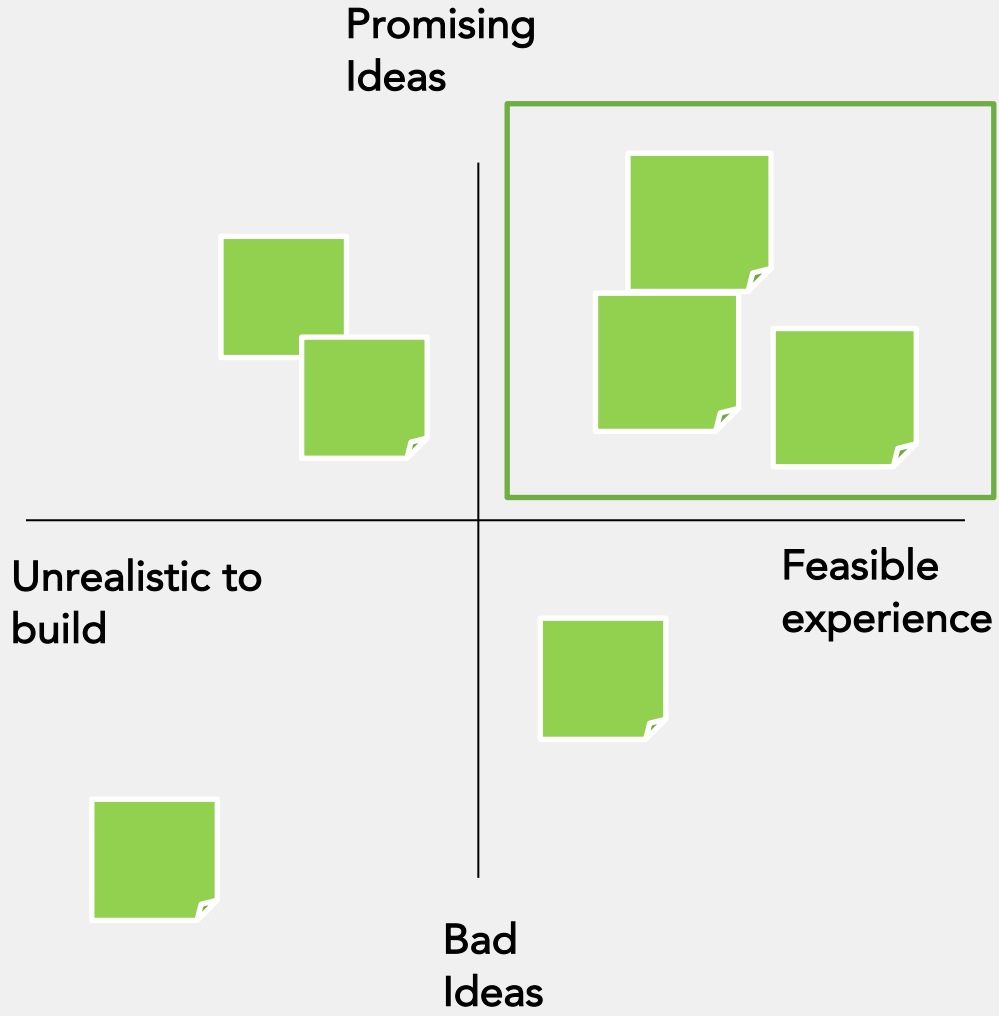 Promising
Ideas
Unrealistic to
build
Feasible
experience
Bad
Ideas